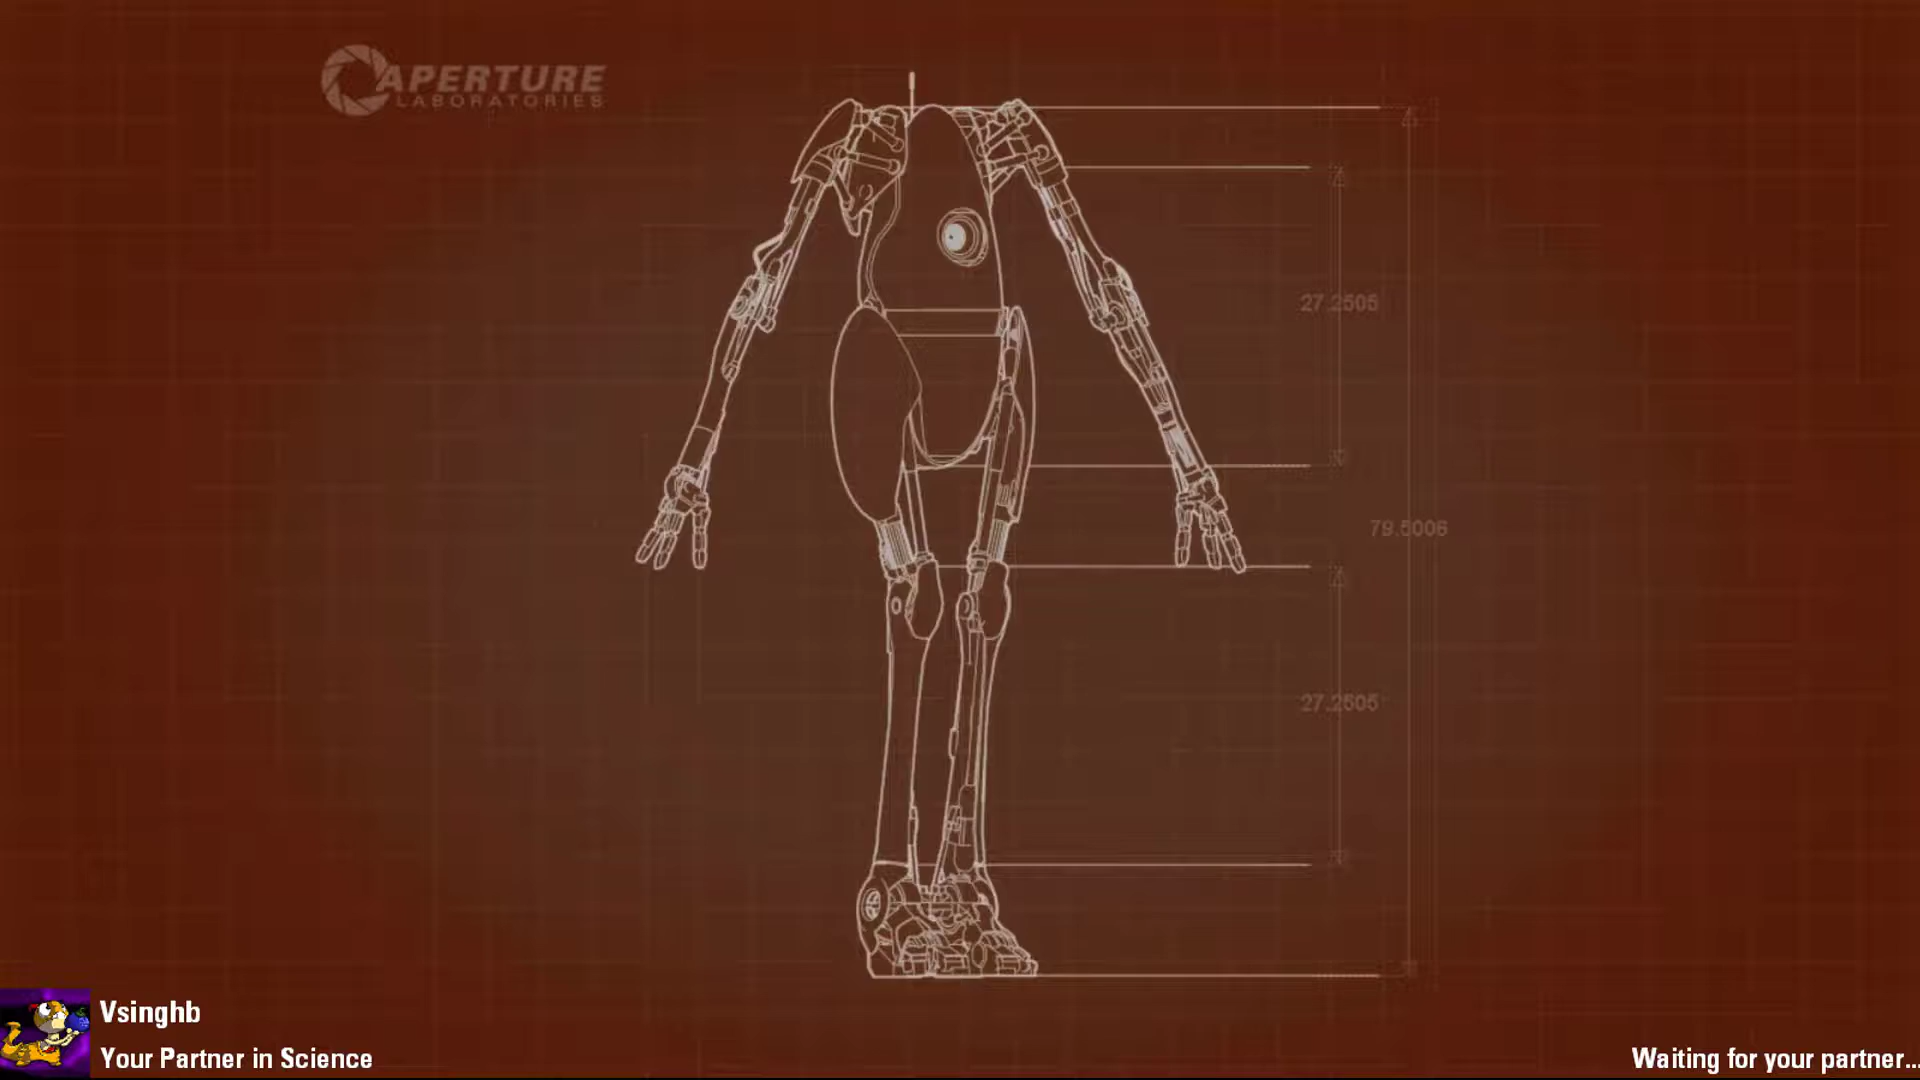 APERTURE
LABORATORIES
27.2505
79.5006
27.2505
Vsinghb
Your Partner in Science
Waiting for your partner...